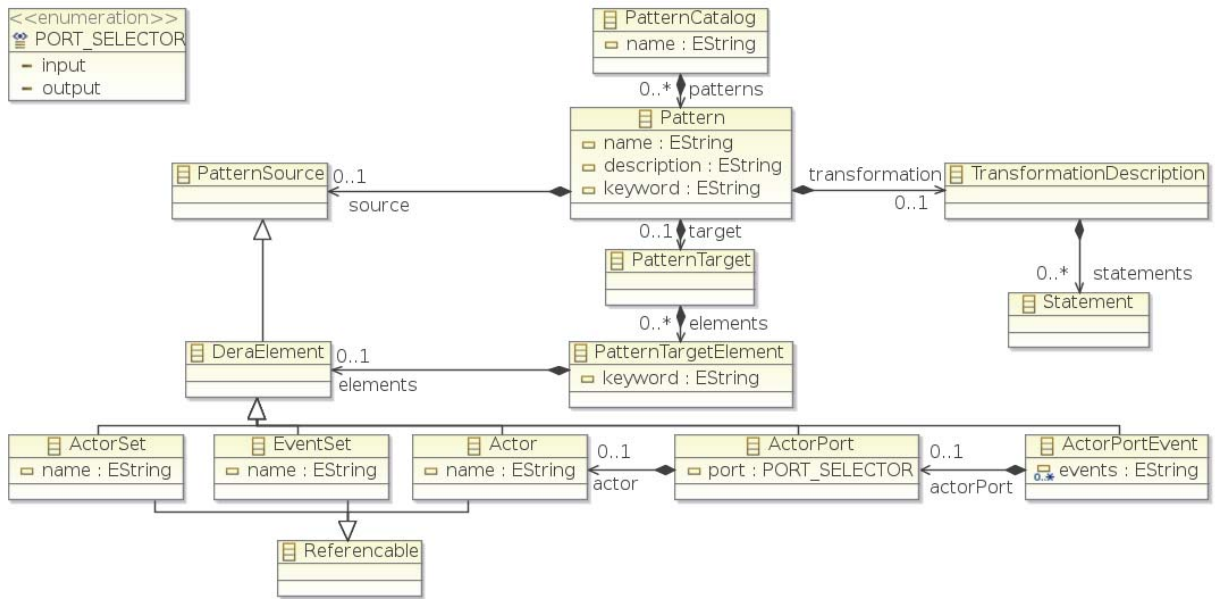 <<enumeration>>
PORT_SELECTOR
input
output
PatternCatalog
name : EString
0..* patterns
Pattern
name : EString
description : EString
keyword : EString
PatternSource
0..1
source
transformation
0..1
TransformationDescription
0..1 target
PatternTarget
0..* statements
Statement
0..* elements
DeraElement
0..1
elements
PatternTargetElement
keyword : EString
ActorSet
name : EString
EventSet
name : EString
Actor
name : EString
0..1
actor
ActorPort
port : PORT_SELECTOR
0..1
actorPort
ActorPortEvent
0..* events : EString
Referencable